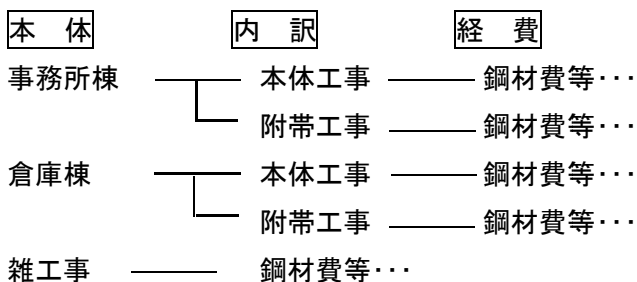 本　体　内　訳　経　費
事務所棟　本体工事　鋼材費等･･･
附帯工事　鋼材費等･･･
倉庫棟　本体工事　鋼材費等･･･
附帯工事　鋼材費等･･･
雑工事　鋼材費等･･･